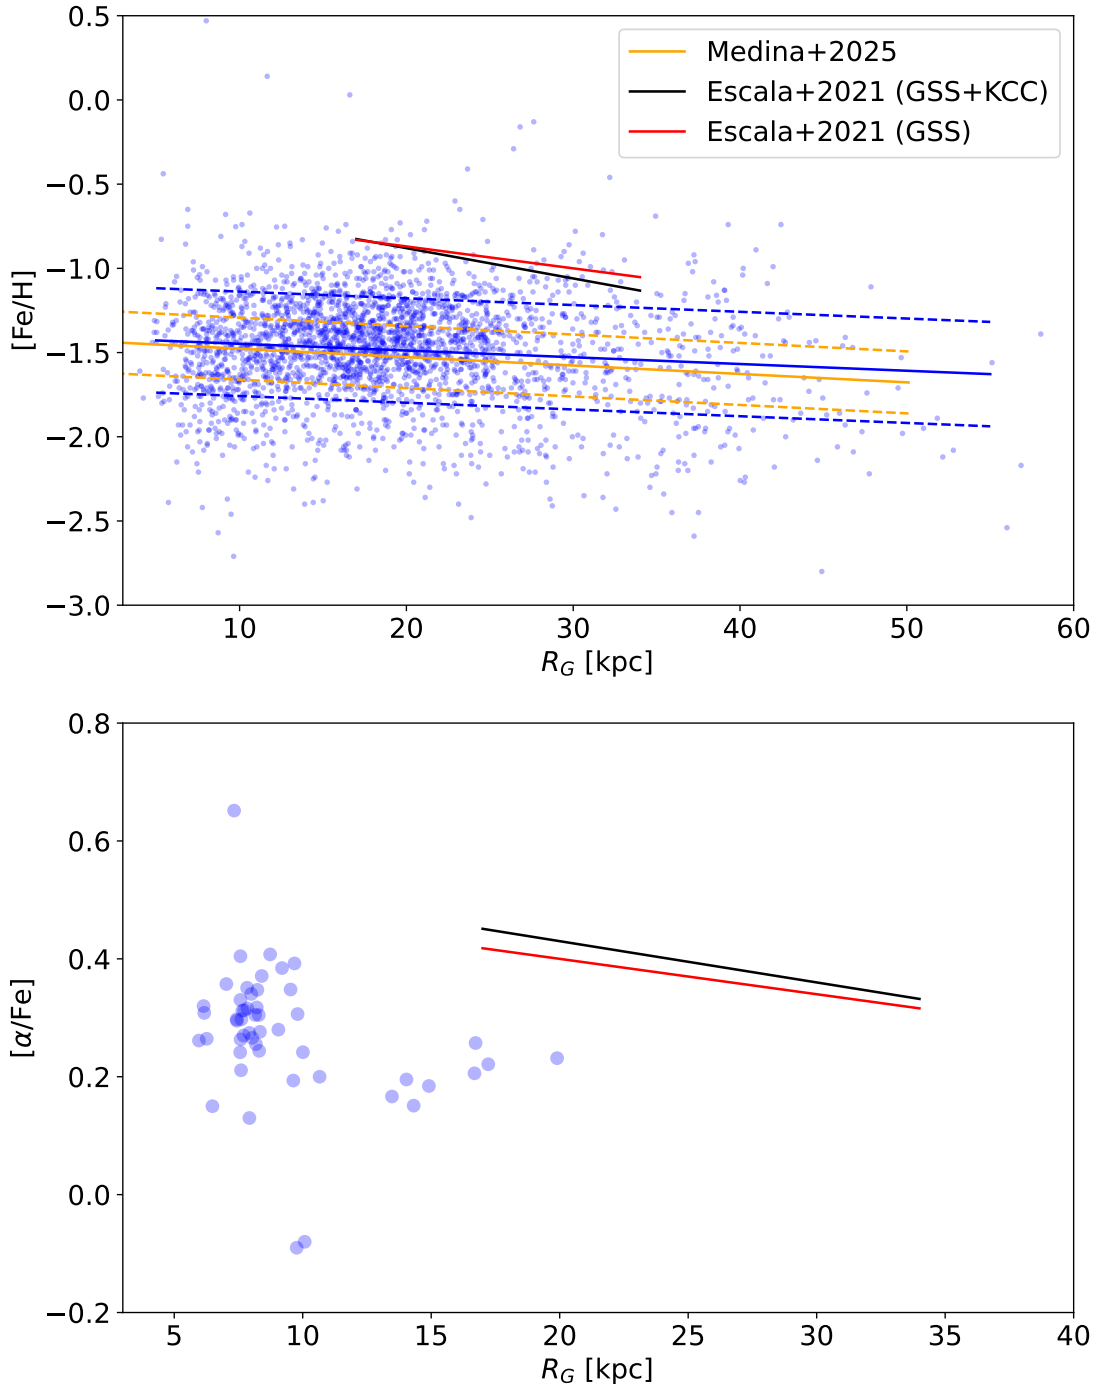 0.5
0.0
−0.5
−1.0
−1.5
−2.0
−2.5
−3.0
[Fe/H]
Medina+2025
Escala+2021 (GSS+KCC)
Escala+2021 (GSS)
10 20 30 40 50 60
R_G [kpc]
0.8
0.6
0.4
0.2
0.0
−0.2
[α/Fe]
5 10 15 20 25 30 35 40
R_G [kpc]